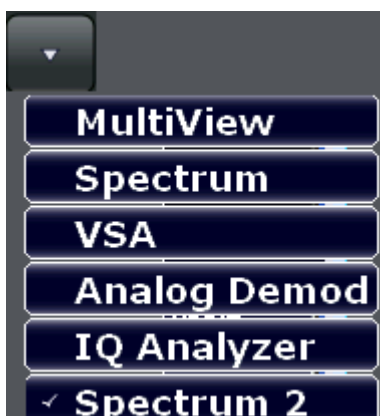 MultiView
Spectrum
VSA
Analog Demod
IQ Analyzer
Spectrum 2